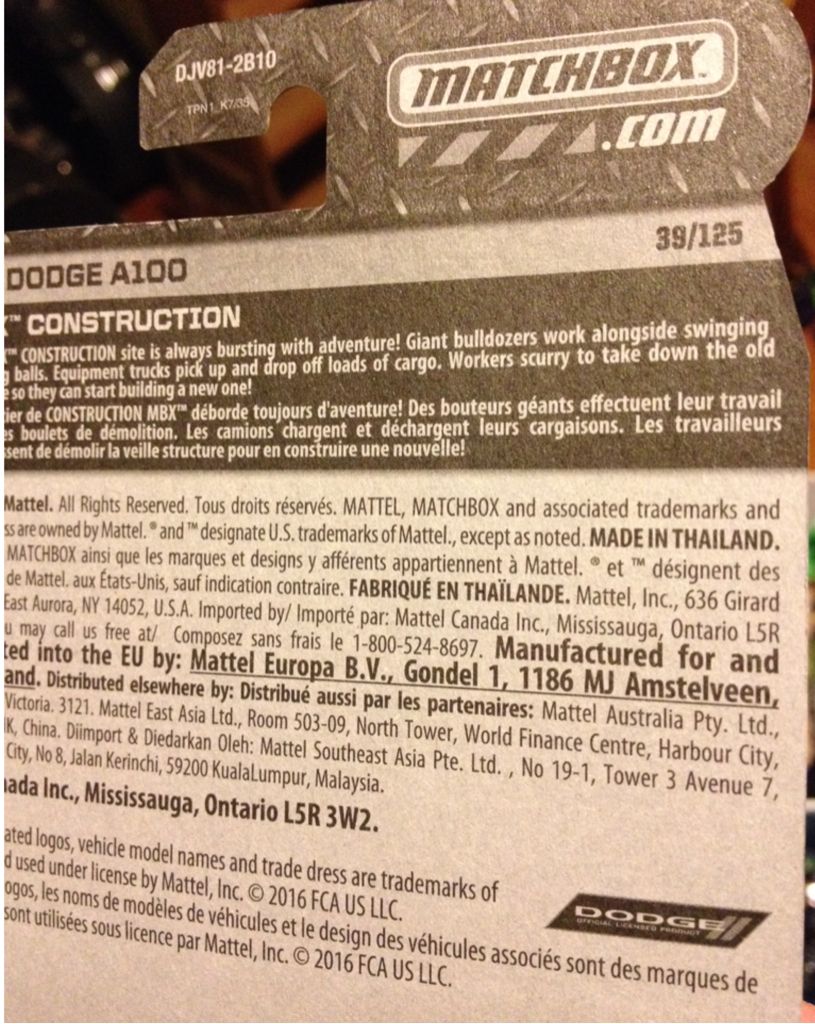 DJV81-2B10
MATCHBOX™
.com
39/125
DODGE A100
™ CONSTRUCTION
™ CONSTRUCTION site is always bursting with adventure! Giant bulldozers work alongside swinging
balls. Equipment trucks pick up and drop off loads of cargo. Workers scurry to take down the old
so they can start building a new one!
de CONSTRUCTION MBX™ déborde toujours d'aventure! Des bouteurs géants effectuent leur travail
boulets de démolition. Les camions chargent et déchargent leurs cargaisons. Les travailleurs
de démolir la veille structure pour en construire une nouvelle!
Mattel. All Rights Reserved. Tous droits réservés. MATTEL, MATCHBOX and associated trademarks and
are owned by Mattel. ® and ™ designate U.S. trademarks of Mattel., except as noted. MADE IN THAILAND.
MATCHBOX ainsi que les marques et designs y afférents appartiennent à Mattel. ® et ™ désignent des
de Mattel. aux États-Unis, sauf indication contraire. FABRIQUÉ EN THAÏLANDE. Mattel, Inc., 636 Girard
East Aurora, NY 14052, U.S.A. Imported by/ Importé par: Mattel Canada Inc., Mississauga, Ontario L5R
may call us free at/ Composez sans frais le 1-800-524-8697. Manufactured for and
into the EU by: Mattel Europa B.V., Gondel 1, 1186 MJ Amstelveen,
Distributed elsewhere by: Distribué aussi par les partenaires: Mattel Australia Pty. Ltd.,
Victoria. 3121. Mattel East Asia Ltd., Room 503-09, North Tower, World Finance Centre, Harbour City,
China. Diimport & Diedarkan Oleh: Mattel Southeast Asia Pte. Ltd. , No 19-1, Tower 3 Avenue 7,
City, No 8, Jalan Kerinchi, 59200 KualaLumpur, Malaysia.
Inc., Mississauga, Ontario L5R 3W2.
logos, vehicle model names and trade dress are trademarks of
used under license by Mattel, Inc. © 2016 FCA US LLC.
les noms de modèles de véhicules et le design des véhicules associés sont des marques de
sont utilisées sous licence par Mattel, Inc. © 2016 FCA US LLC.
DODGE
OFFICIAL LICENSED PRODUCT